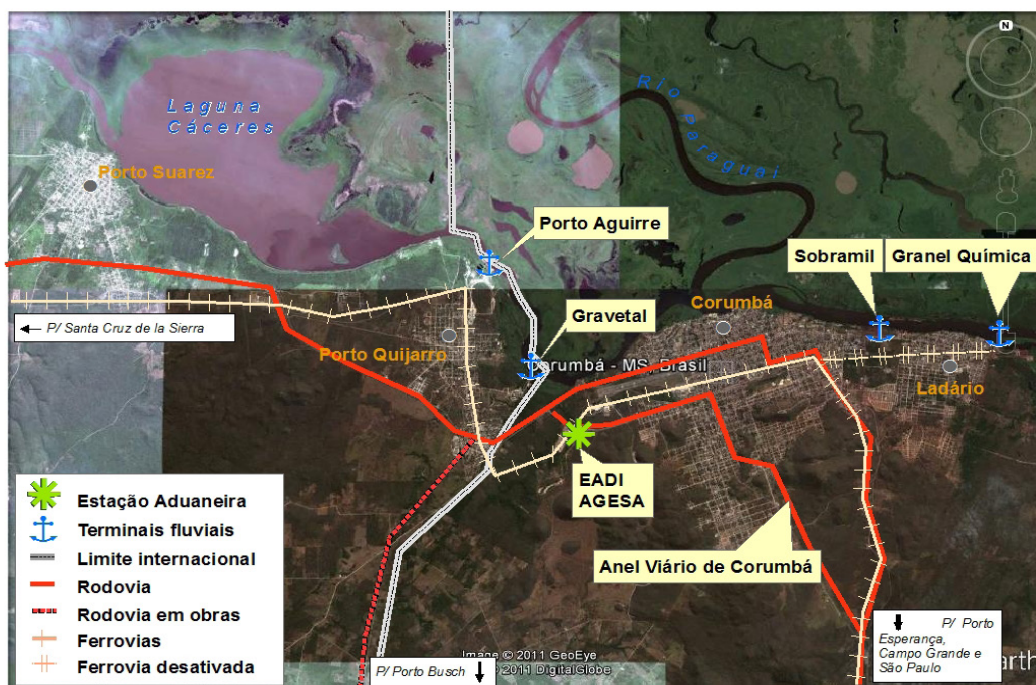 N
Laguna
Cáceres
Rio Paraguai
Porto Suarez
Porto Aguirre
Sobramil
Granel Química
Corumbá
← P/ Santa Cruz de la Sierra
Gravetal
Porto Quijarro
Corumbá - MS, Brasil
Ladário
EADI
AGESA
Anel Viário de Corumbá
Estação Aduaneira
Terminais fluviais
Limite internacional
Rodovia
Rodovia em obras
Ferrovias
Ferrovia desativada
P/ Porto Busch
Image © 2011 GeoEye
© 2011 DigitalGlobe
P/ Porto
Esperança,
Campo Grande e
São Paulo
arth